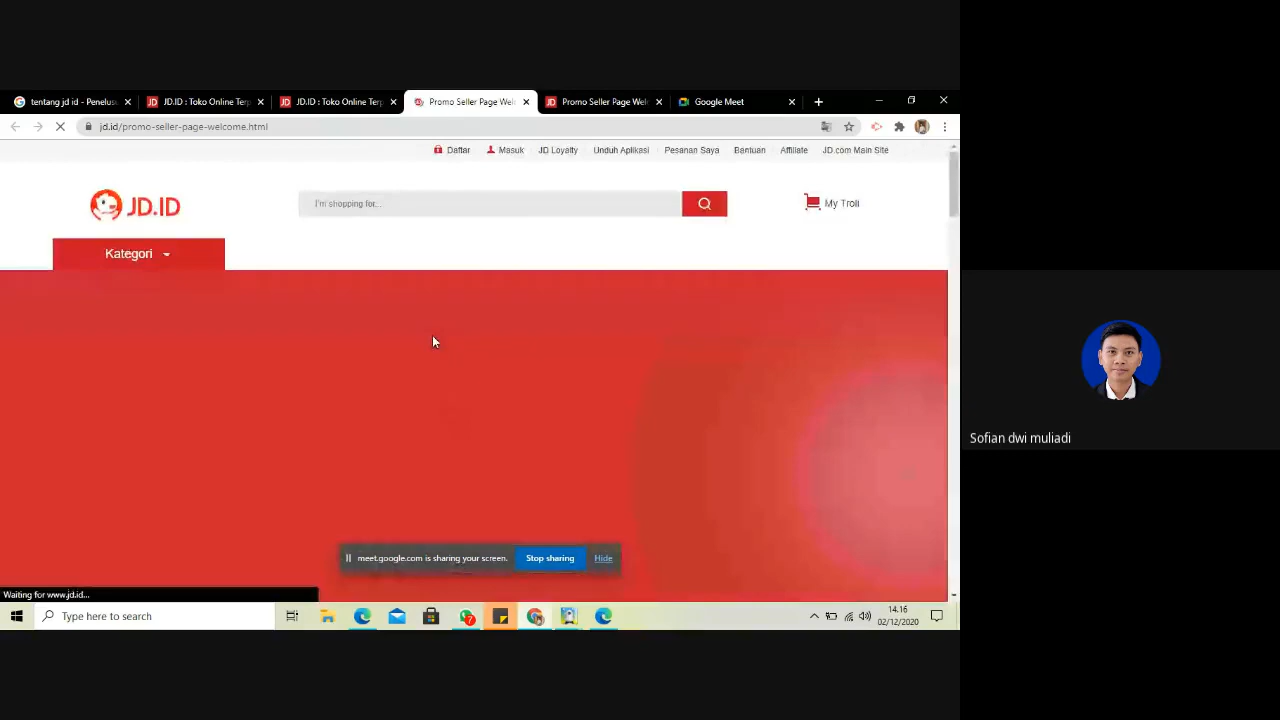 tentang jd id - Penelus
JD.ID : Toko Online Terp
JD.ID : Toko Online Terp
Promo Seller Page Wel
Promo Seller Page Wel
Google Meet
jd.id/promo-seller-page-welcome.html
Daftar
Masuk
JD Loyalty
Unduh Aplikasi
Pesanan Saya
Bantuan
Affiliate
JD.com Main Site
JD.ID
I'm shopping for...
My Troli
Kategori
Sofian dwi muliadi
meet.google.com is sharing your screen.
Stop sharing
Hide
Waiting for www.jd.id...
Type here to search
7
14.16
02/12/2020